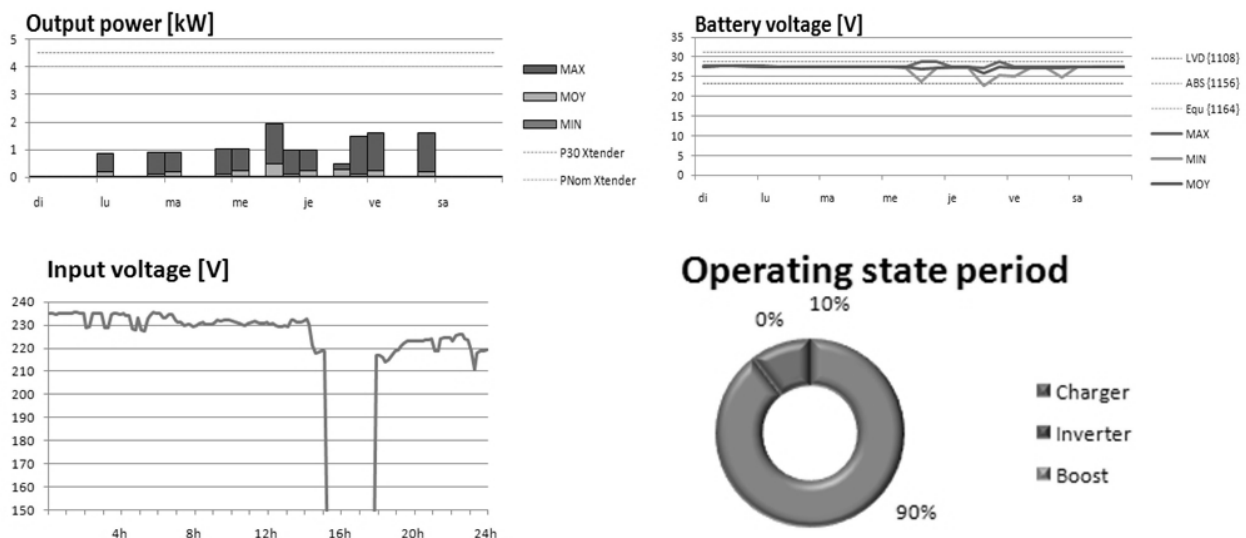 Output power [kW]
5
4
3
2
1
0
di lu ma me je ve sa
MAX
MOY
MIN
P30 Xtender
PNom Xtender
Battery voltage [V]
35
30
25
20
15
10
5
0
di lu ma me je ve sa
LVD {1108}
ABS {1156}
Equ {1164}
MAX
MIN
MOY
Input voltage [V]
240
230
220
210
200
190
180
170
160
150
4h 8h 12h 16h 20h 24h
Operating state period
0% 10%
90%
Charger
Inverter
Boost